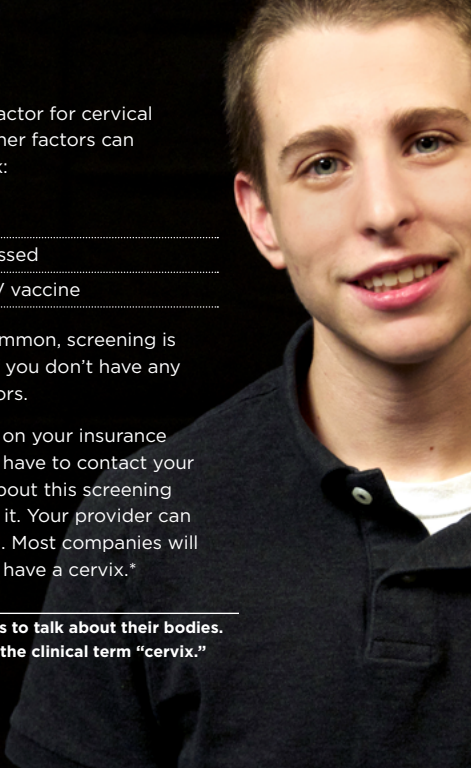 actor for cervical
her factors can
k:
ssed
V vaccine
mmon, screening is
you don’t have any
ors.
on your insurance
have to contact your
bout this screening
it. Your provider can
. Most companies will
have a cervix.*
s to talk about their bodies.
the clinical term “cervix.”